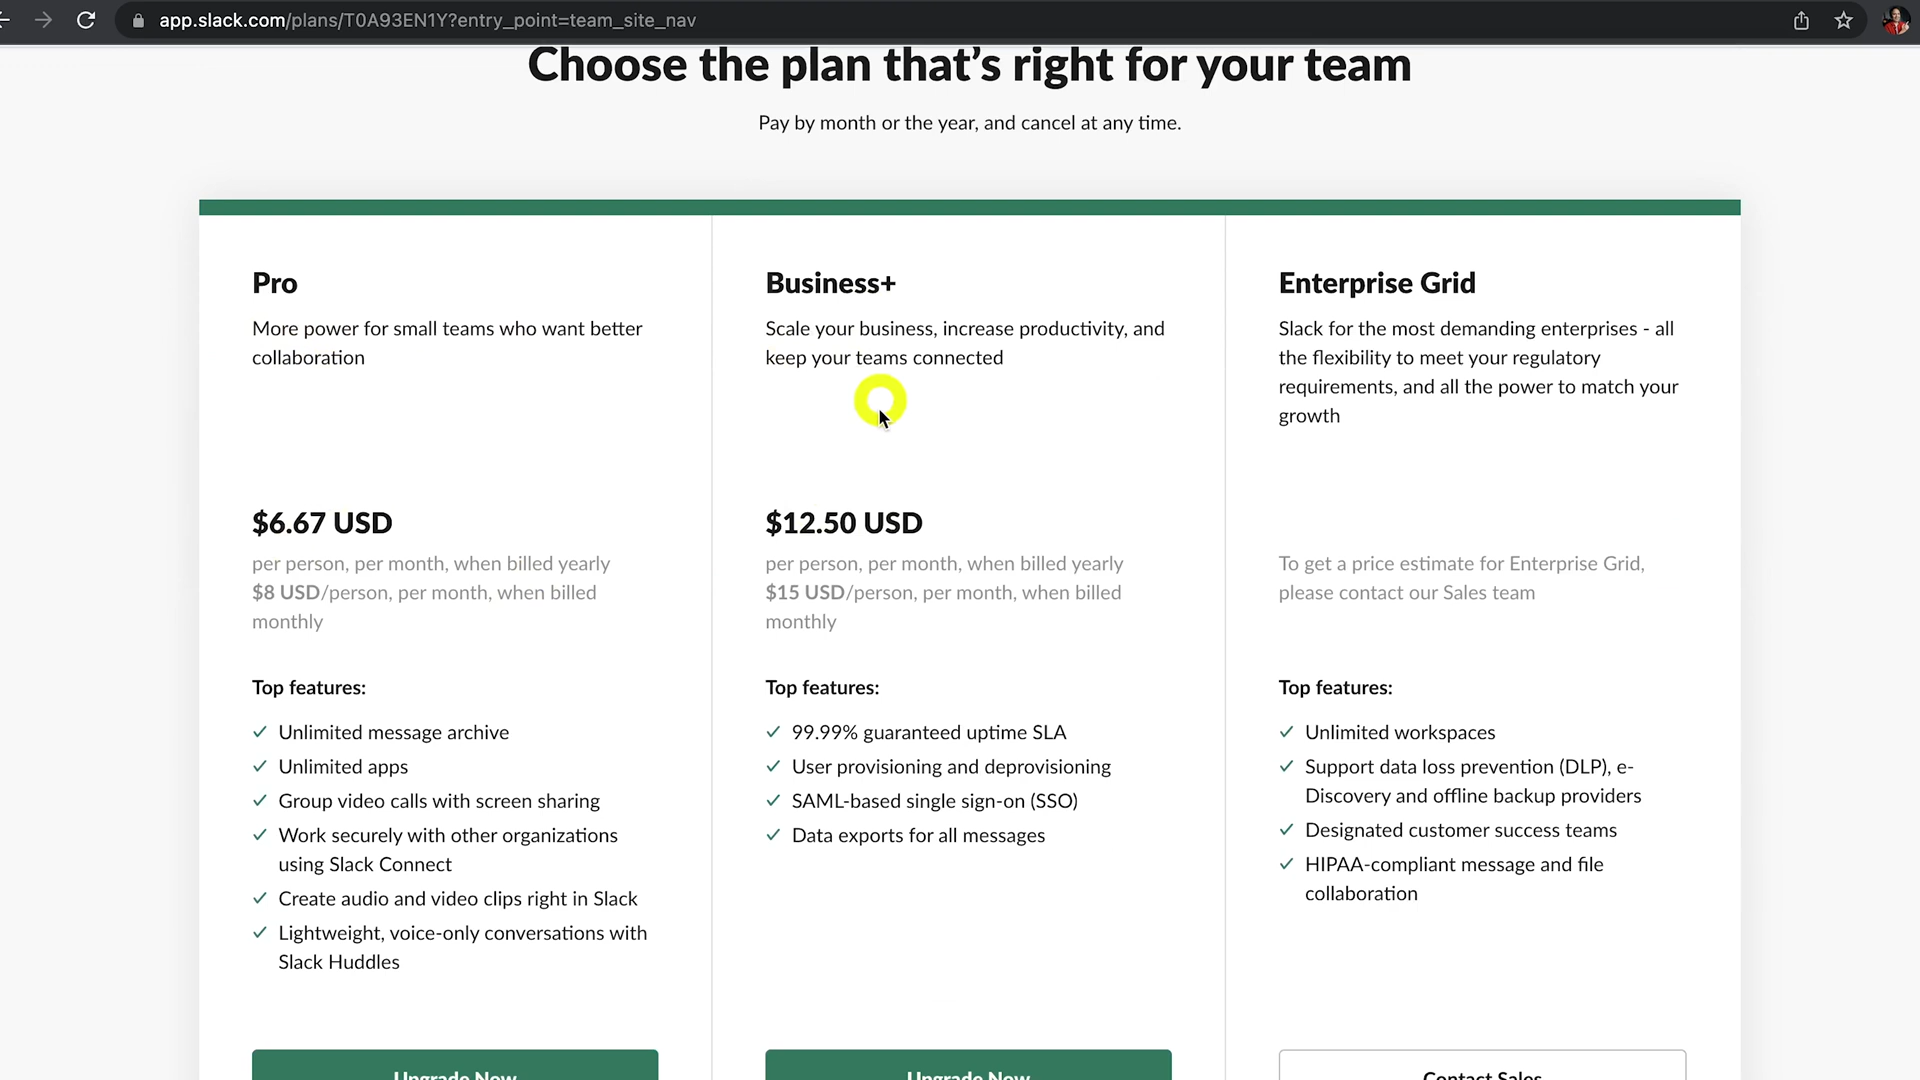 app.slack.com/plans/T0A93EN1Y?entry_point=team_site_nav
Choose the plan that’s right for your team
Pay by month or the year, and cancel at any time.
Pro
More power for small teams who want better
collaboration
$6.67 USD
per person, per month, when billed yearly
$8 USD/person, per month, when billed
monthly
Top features:
✓ Unlimited message archive
✓ Unlimited apps
✓ Group video calls with screen sharing
✓ Work securely with other organizations
using Slack Connect
✓ Create audio and video clips right in Slack
✓ Lightweight, voice-only conversations with
Slack Huddles
Upgrade Now
Business+
Scale your business, increase productivity, and
keep your teams connected
$12.50 USD
per person, per month, when billed yearly
$15 USD/person, per month, when billed
monthly
Top features:
✓ 99.99% guaranteed uptime SLA
✓ User provisioning and deprovisioning
✓ SAML-based single sign-on (SSO)
✓ Data exports for all messages
Upgrade Now
Enterprise Grid
Slack for the most demanding enterprises - all
the flexibility to meet your regulatory
requirements, and all the power to match your
growth
To get a price estimate for Enterprise Grid,
please contact our Sales team
Top features:
✓ Unlimited workspaces
✓ Support data loss prevention (DLP), e-
Discovery and offline backup providers
✓ Designated customer success teams
✓ HIPAA-compliant message and file
collaboration
Contact Sales